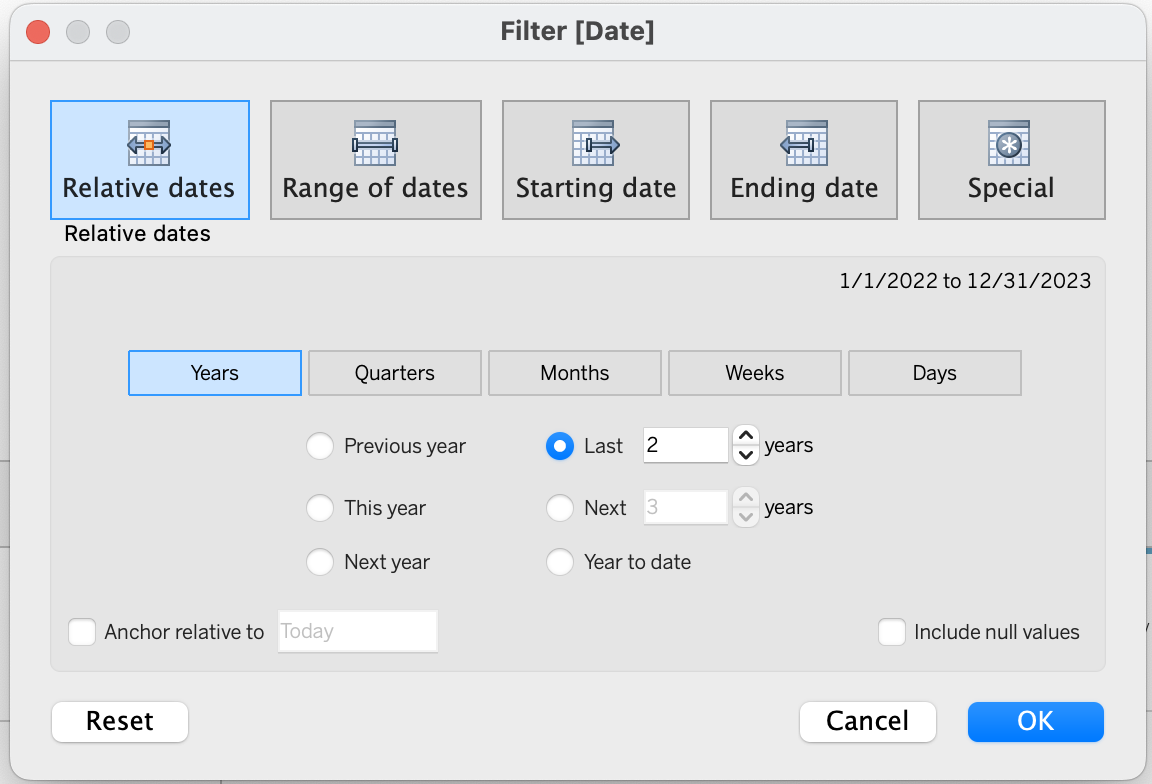 Filter [Date]
Relative dates Range of dates Starting date Ending date Special
Relative dates
1/1/2022 to 12/31/2023
Years Quarters Months Weeks Days
Previous year Last 2 years
This year Next 3 years
Next year Year to date
Anchor relative to Today Include null values
Reset Cancel OK